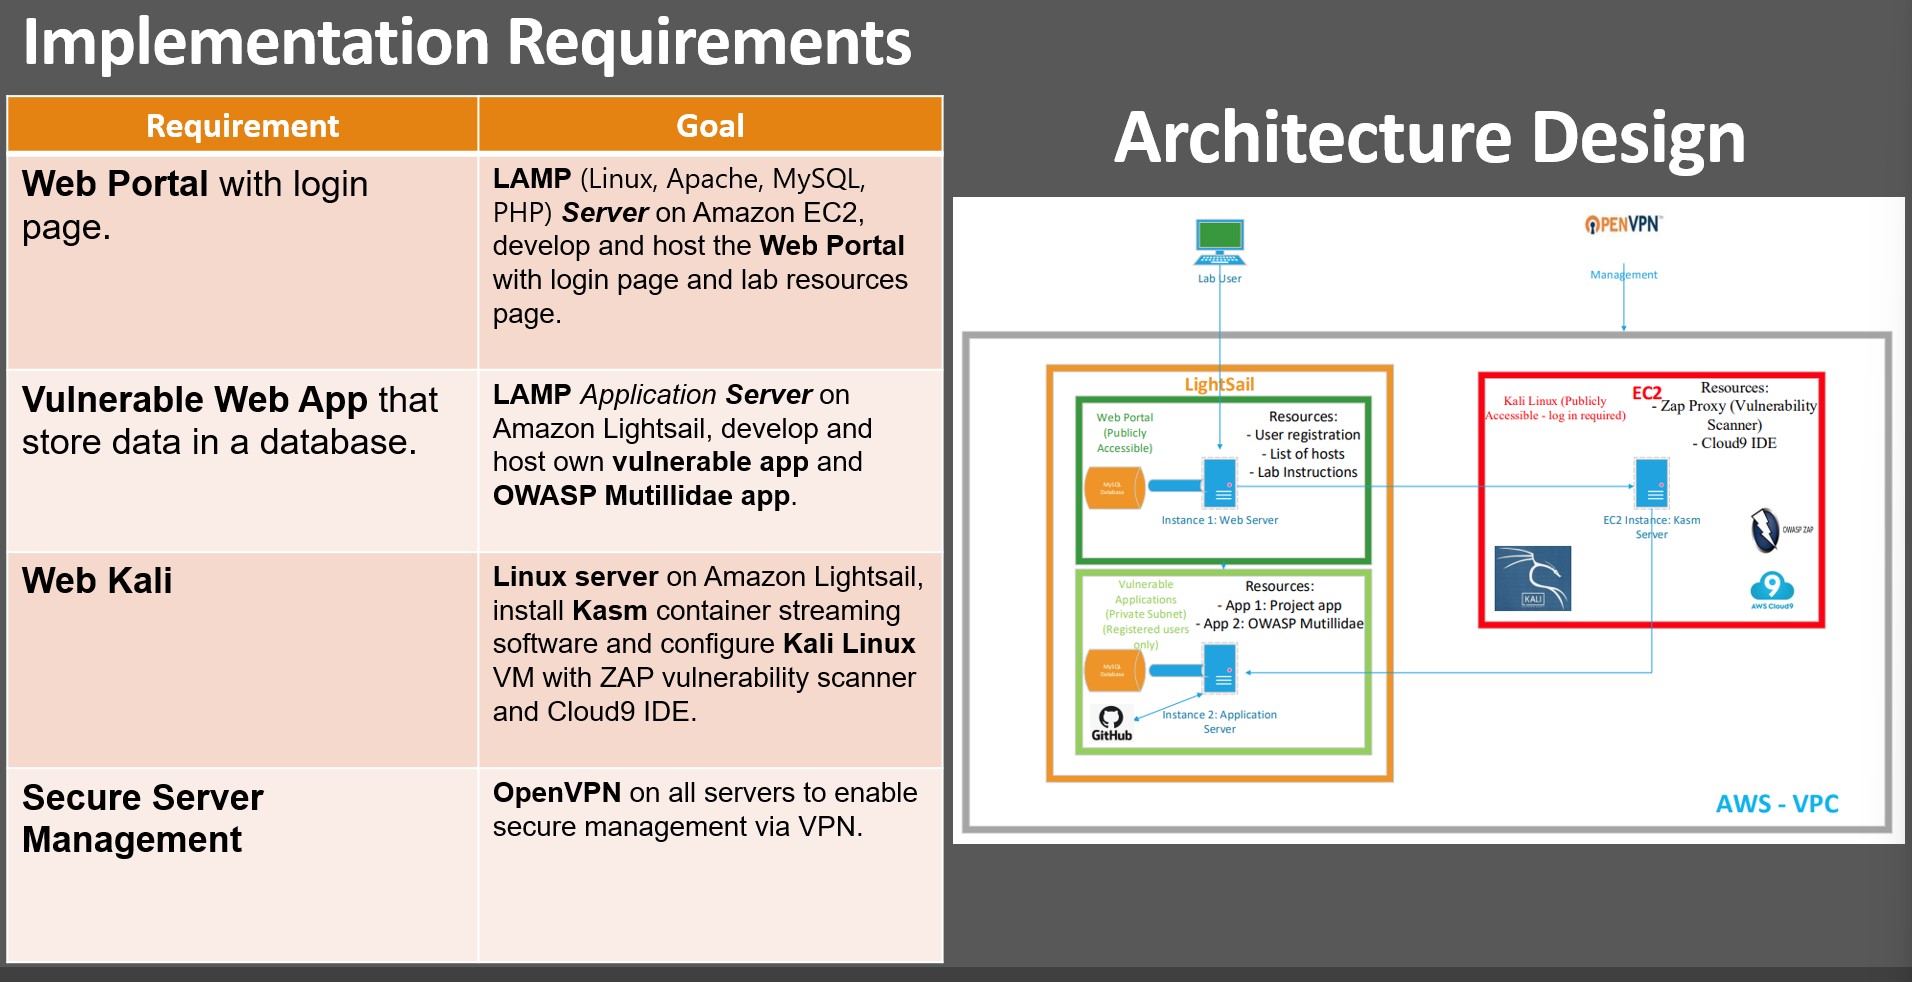 Implementation Requirements
Requirement
Goal
Web Portal with login
page.
LAMP (Linux, Apache, MySQL,
PHP) Server on Amazon EC2,
develop and host the Web Portal
with login page and lab resources
page.
Vulnerable Web App that
store data in a database.
LAMP Application Server on
Amazon Lightsail, develop and
host own vulnerable app and
OWASP Mutillidae app.
Web Kali
Linux server on Amazon Lightsail,
install Kasm container streaming
software and configure Kali Linux
VM with ZAP vulnerability scanner
and Cloud9 IDE.
Secure Server
Management
OpenVPN on all servers to enable
secure management via VPN.
Architecture Design
Lab User
OPENVPN™
Management
LightSail
Web Portal
(Publicly
Accessible)
Resources:
- User registration
- List of hosts
- Lab Instructions
MySQL
Database
Instance 1: Web Server
Vulnerable
Applications
(Private Subnet)
(Registered users
only)
Resources:
- App 1: Project app
- App 2: OWASP Mutillidae
MySQL
Database
GitHub
Instance 2: Application
Server
Kali Linux (Publicly
Accessible - log in required)
EC2
Resources:
- Zap Proxy (Vulnerability
Scanner)
- Cloud9 IDE
EC2 Instance: Kasm
Server
KALI
OWASP ZAP
9
AWS Cloud9
AWS - VPC